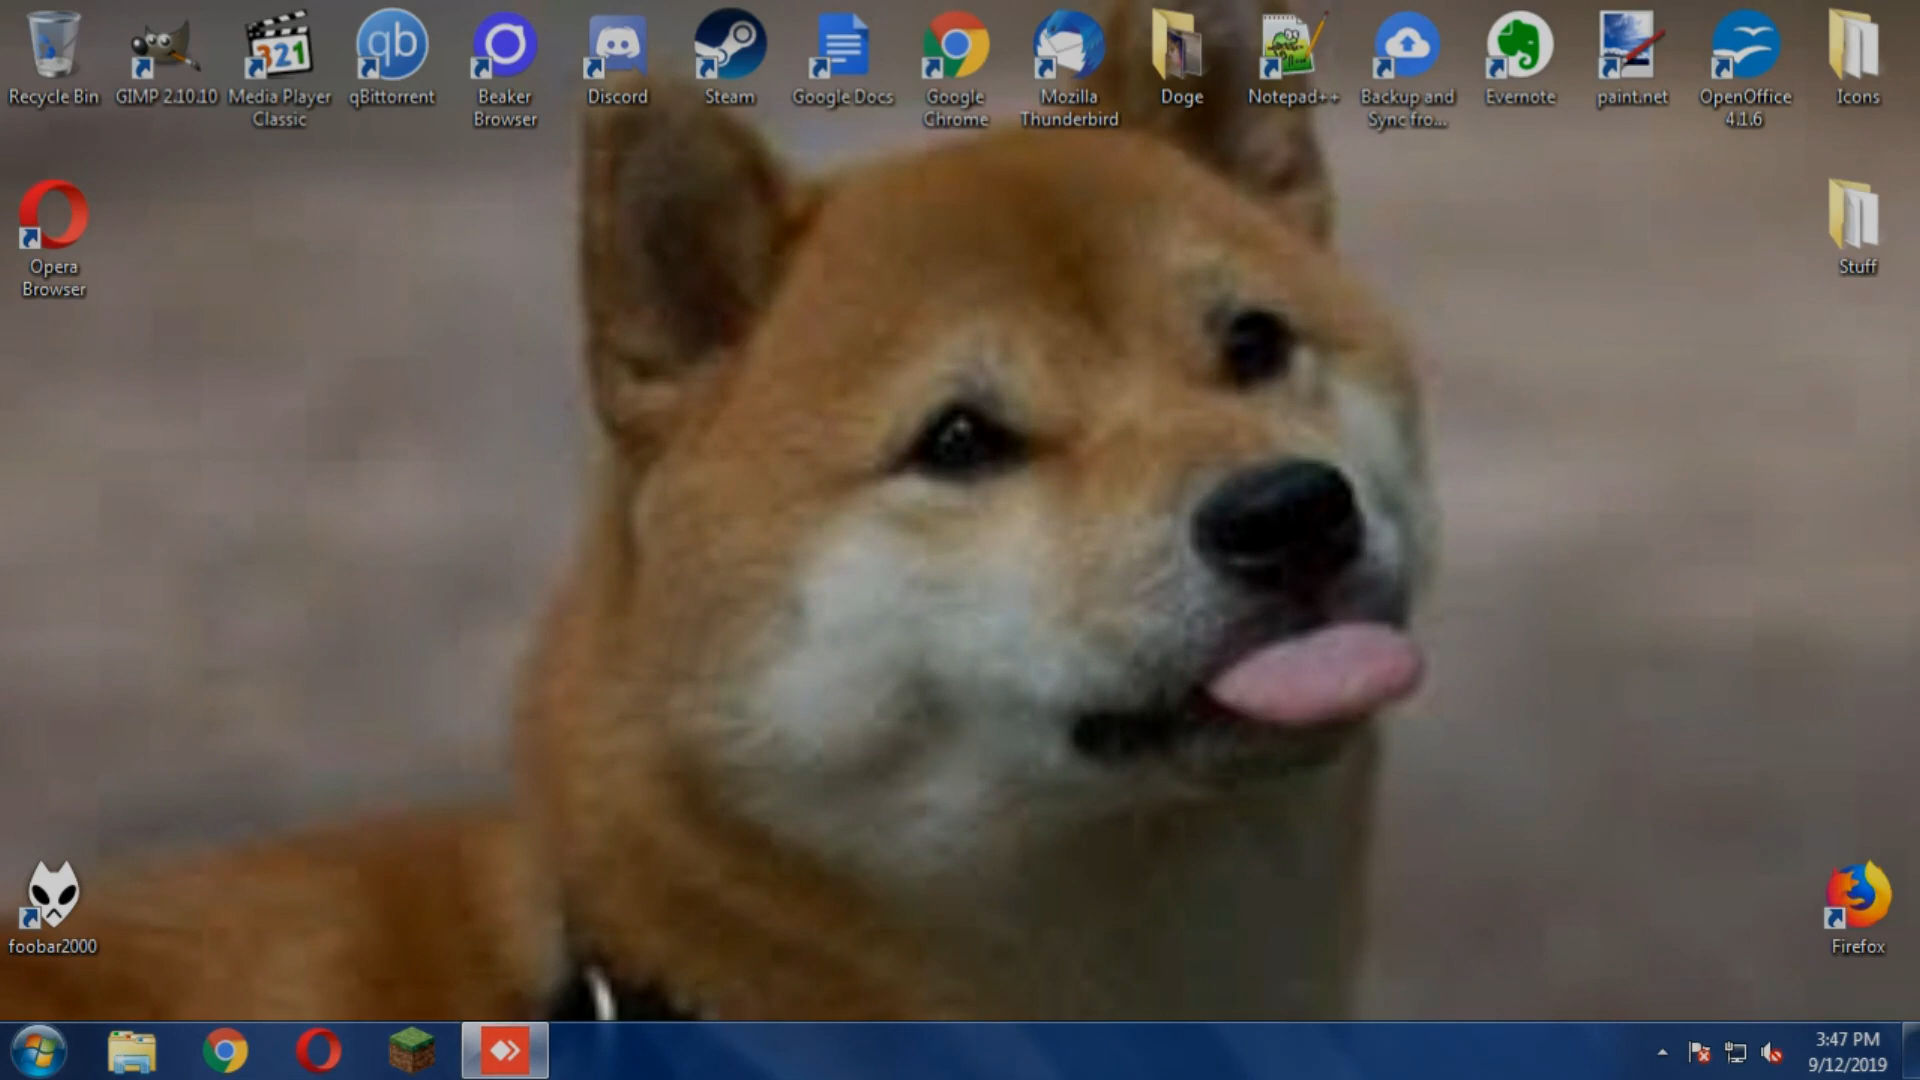 Recycle Bin
GIMP 2.10.10
Media Player
Classic
321
qBittorrent
qb
Beaker
Browser
Discord
Steam
Google Docs
Google
Chrome
Mozilla
Thunderbird
Doge
Notepad++
Backup and
Sync fro...
Evernote
paint.net
OpenOffice
4.1.6
Icons
Opera
Browser
Stuff
foobar2000
Firefox
3:47 PM
9/12/2019